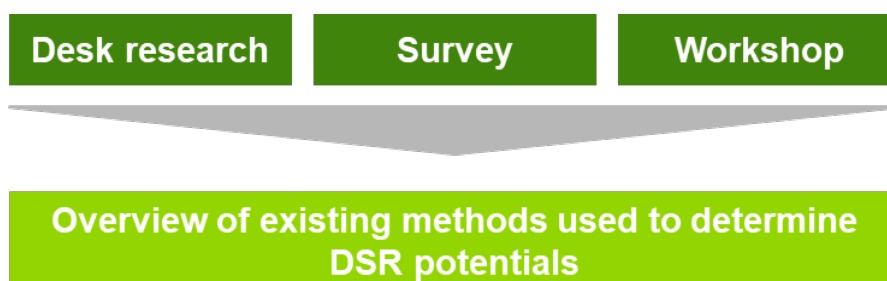 Desk research
Survey
Workshop
Overview of existing methods used to determine
DSR potentials